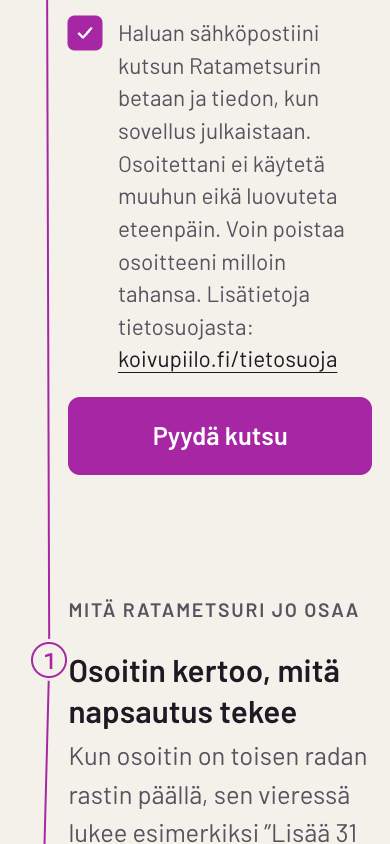 Haluan sähköpostiini
kutsun Ratametsurin
betaan ja tiedon, kun
sovellus julkaistaan.
Osoitettani ei käytetä
muuhun eikä luovuteta
eteenpäin. Voin poistaa
osoitteeni milloin
tahansa. Lisätietoja
tietosuojasta:
koivupiilo.fi/tietosuoja
Pyydä kutsu
MITÄ RATAMETSURI JO OSAA
1
Osoitin kertoo, mitä
napsautus tekee
Kun osoitin on toisen radan
rastin päällä, sen vieressä
lukee esimerkiksi ”Lisää 31